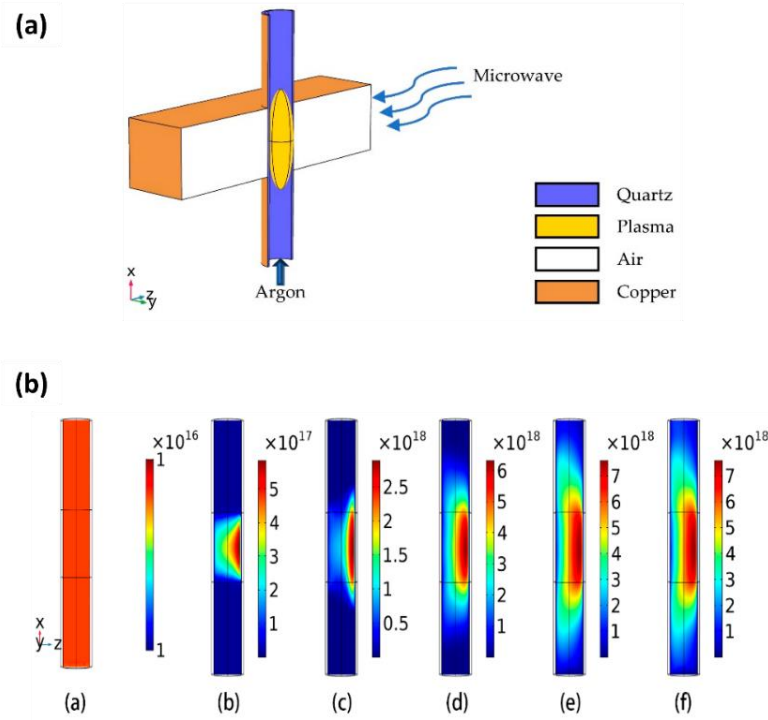 (a)
Microwave
Quartz
Plasma
Air
Copper
Argon
x
z
y
(b)
×10^16
1
1
×10^17
5
4
3
2
1
×10^18
2.5
2
1.5
1
0.5
×10^18
6
5
4
3
2
1
×10^18
7
6
5
4
3
2
1
×10^18
7
6
5
4
3
2
1
x
y z
(a) (b) (c) (d) (e) (f)